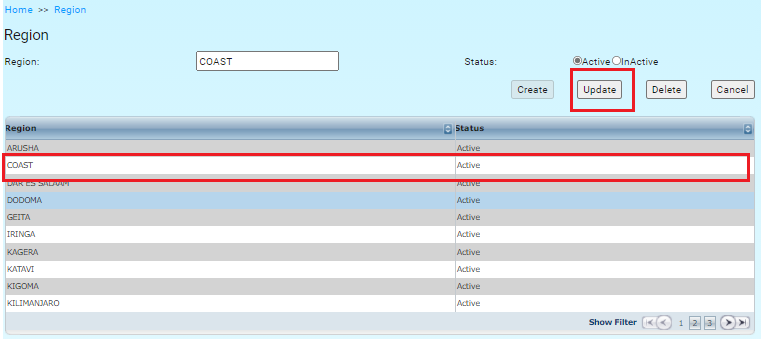 Home >> Region
Region
Region: COAST Status: Active InActive
Create Update Delete Cancel
Region Status
ARUSHA Active
COAST Active
DAR ES SALAAM Active
DODOMA Active
GEITA Active
IRINGA Active
KAGERA Active
KATAVI Active
KIGOMA Active
KILIMANJARO Active
Show Filter 1 2 3